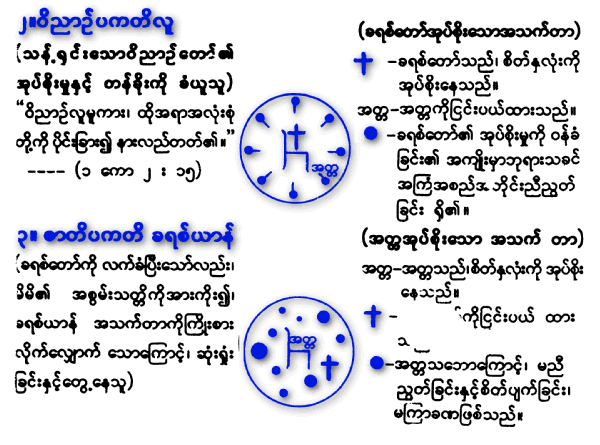 ၂။ဝိညာဉ်ပကတိလူ
(သန့်ရှင်းသောဝိညာဉ်တော်၏
အုပ်စိုးမှုနှင့် တန်ခိုးကို ခံယူသူ)
“ဝိညာဉ်လူမူကား၊ ထိုအရာအလုံးစုံ
တို့ကို ပိုင်းခြား၍ နားလည်တတ်၏။”
---- (၁ ကော ၂ : ၁၅)
အတ္တ
(ခရစ်တော်အုပ်စိုးသောအသက်တာ)
–ခရစ်တော်သည်၊ စိတ်နှလုံးကို
အုပ်စိုးနေသည်။
အတ္တ–အတ္တကိုငြင်းပယ်ထားသည်။
–ခရစ်တော်၏ အုပ်စိုးမှုကို ဝန်ခံ
ခြင်း၏ အကျိုးမှာဘုရားသခင်
အကြံအစည်နှ
ခြင်း ရှိ၏။
၃။ ဇာတိပကတိ ခရစ်ယာန်
(ခရစ်တော်ကို လက်ခံပြီးသော်လည်း၊
မိမိ၏ အစွမ်းသတ္တိကိုအားကိုး၍၊
ခရစ်ယာန် အသက်တာကိုကြိုးစား
လိုက်လျှောက် သောကြောင့်၊ ဆုံးရှုံး
ခြင်းနှင့်တွေ့နေသူ)
အတ္တ
(အတ္တအုပ်စိုးသော အသက် တာ)
အတ္တ–အတ္တသည်၊စိတ်နှလုံးကို အုပ်စိုး
နေသည်။
– ကိုငြင်းပယ် ထား
သ
–အတ္တသဘောကြောင့်၊ မညီ
ညွတ်ခြင်းနှင့်စိတ်ပျက်ခြင်း၊
မကြာခဏဖြစ်သည်။